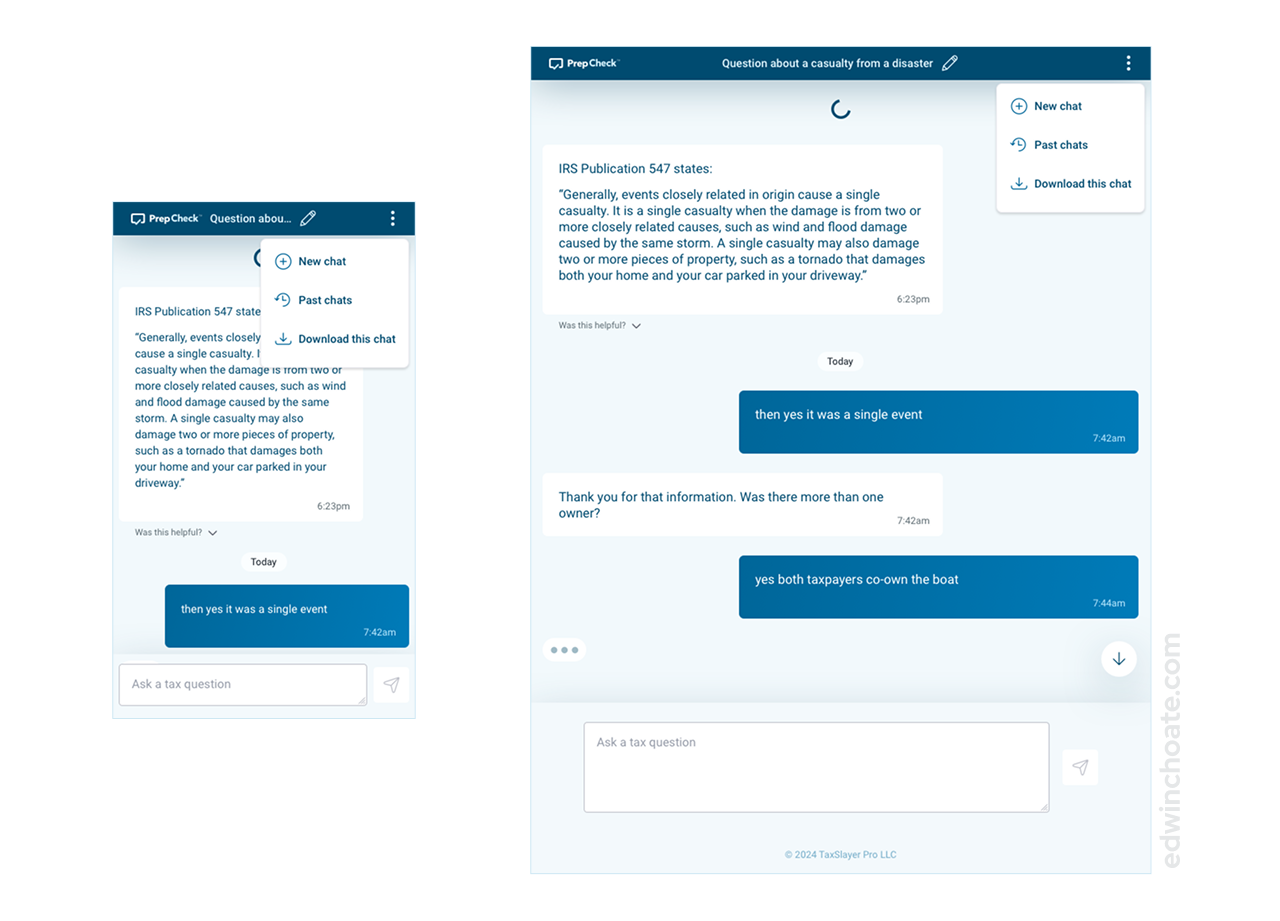 PrepCheck™ Question abou...
New chat
Past chats
Download this chat
IRS Publication 547 state
“Generally, events closely
cause a single casualty. I
casualty when the damage is from two or
more closely related causes, such as wind
and flood damage caused by the same
storm. A single casualty may also
damage two or more pieces of property,
such as a tornado that damages both
your home and your car parked in your
driveway.”
6:23pm
Was this helpful?
Today
then yes it was a single event
7:42am
Ask a tax question
PrepCheck™ Question about a casualty from a disaster
New chat
Past chats
Download this chat
IRS Publication 547 states:
“Generally, events closely related in origin cause a single
casualty. It is a single casualty when the damage is from two or
more closely related causes, such as wind and flood damage
caused by the same storm. A single casualty may also damage
two or more pieces of property, such as a tornado that damages
both your home and your car parked in your driveway.”
6:23pm
Was this helpful?
Today
then yes it was a single event
7:42am
Thank you for that information. Was there more than one
owner?
7:42am
yes both taxpayers co-own the boat
7:44am
Ask a tax question
© 2024 TaxSlayer Pro LLC
edwinchoate.com